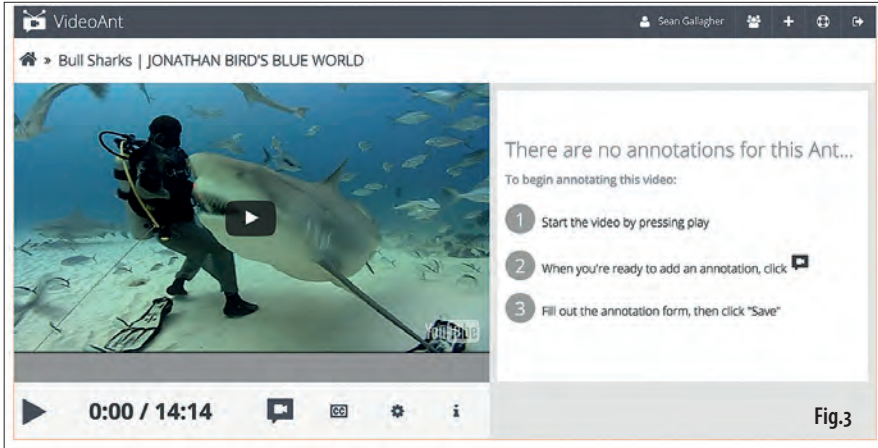 VideoAnt
Sean Gallagher
» Bull Sharks | JONATHAN BIRD'S BLUE WORLD
There are no annotations for this Ant...
To begin annotating this video:
1 Start the video by pressing play
2 When you're ready to add an annotation, click
3 Fill out the annotation form, then click "Save"
YouTube
0:00 / 14:14
CC
i
Fig.3